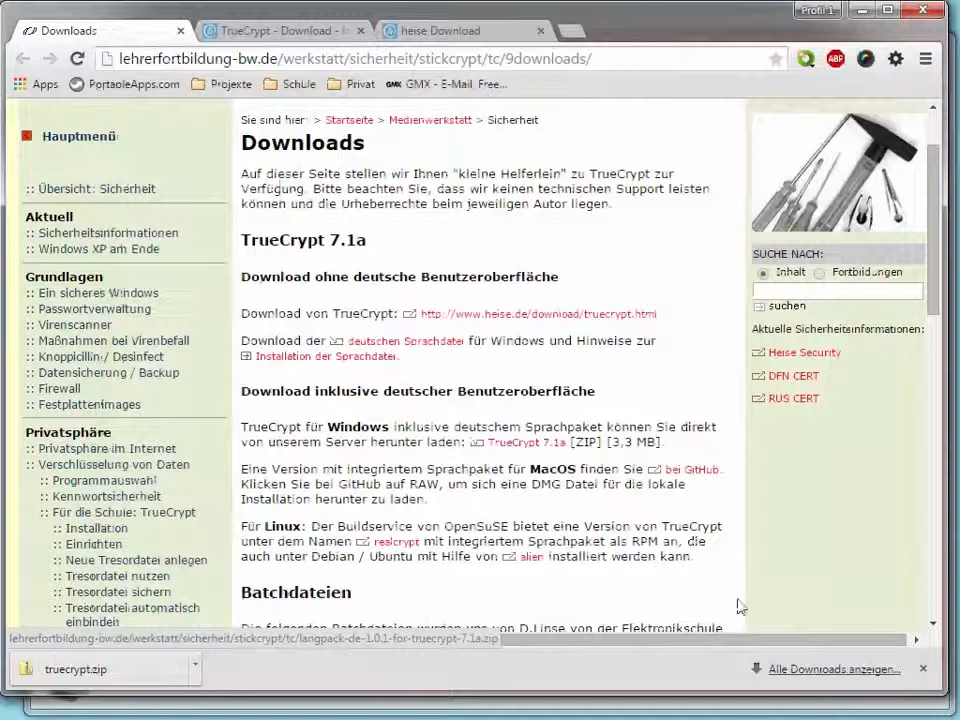 Profil 1
Downloads
TrueCrypt - Download - h
heise Download
lehrerfortbildung-bw.de/werkstatt/sicherheit/stickcrypt/tc/9downloads/
ABP
Apps
PortableApps.com
Projekte
Schule
Privat
GMX
GMX - E-Mail Free...
Hauptmenü
:: Übersicht: Sicherheit
Aktuell
:: Sicherheitsinformationen
:: Windows XP am Ende
Grundlagen
:: Ein sicheres Windows
:: Passwortverwaltung
:: Virenscanner
:: Maßnahmen bei Virenbefall
:: Knoppicillin / Desinfect
:: Datensicherung / Backup
:: Firewall
:: Festplattenimages
Privatsphäre
:: Privatsphäre im Internet
:: Verschlüsselung von Daten
:: Programmauswahl
:: Kennwortsicherheit
:: Für die Schule: TrueCrypt
:: Installation
:: Einrichten
:: Neue Tresordatei anlegen
:: Tresordatei nutzen
:: Tresordatei sichern
:: Tresordatei automatisch
einbinden
Sie sind hier: > Startseite > Medienwerkstatt > Sicherheit
Downloads
Auf dieser Seite stellen wir Ihnen "kleine Helferlein" zu TrueCrypt zur
Verfügung. Bitte beachten Sie, dass wir keinen technischen Support leisten
können und die Urheberrechte beim jeweiligen Autor liegen.
TrueCrypt 7.1a
Download ohne deutsche Benutzeroberfläche
Download von TrueCrypt: http://www.heise.de/download/truecrypt.html
Download der deutschen Sprachdatei für Windows und Hinweise zur
Installation der Sprachdatei.
Download inklusive deutscher Benutzeroberfläche
TrueCrypt für Windows inklusive deutschem Sprachpaket können Sie direkt
von unserem Server herunter laden: TrueCrypt 7.1a [ZIP] [3,3 MB].
Eine Version mit integriertem Sprachpaket für MacOS finden Sie bei GitHub.
Klicken Sie bei GitHub auf RAW, um sich eine DMG Datei für die lokale
Installation herunter zu laden.
Für Linux: Der Buildservice von OpenSuSE bietet eine Version von TrueCrypt
unter dem Namen realcrypt mit integriertem Sprachpaket als RPM an, die
auch unter Debian / Ubuntu mit Hilfe von alien installiert werden kann.
Batchdateien
Die folgenden Batchdateien wurden uns von D.Linse von der Elektronikschule
SUCHE NACH:
Inhalt Fortbildungen
suchen
Aktuelle Sicherheitsinformationen:
Heise Security
DFN CERT
RUS CERT
lehrerfortbildung-bw.de/werkstatt/sicherheit/stickcrypt/tc/langpack-de-1.0.1-for-truecrypt-7.1a.zip
truecrypt.zip
Alle Downloads anzeigen...